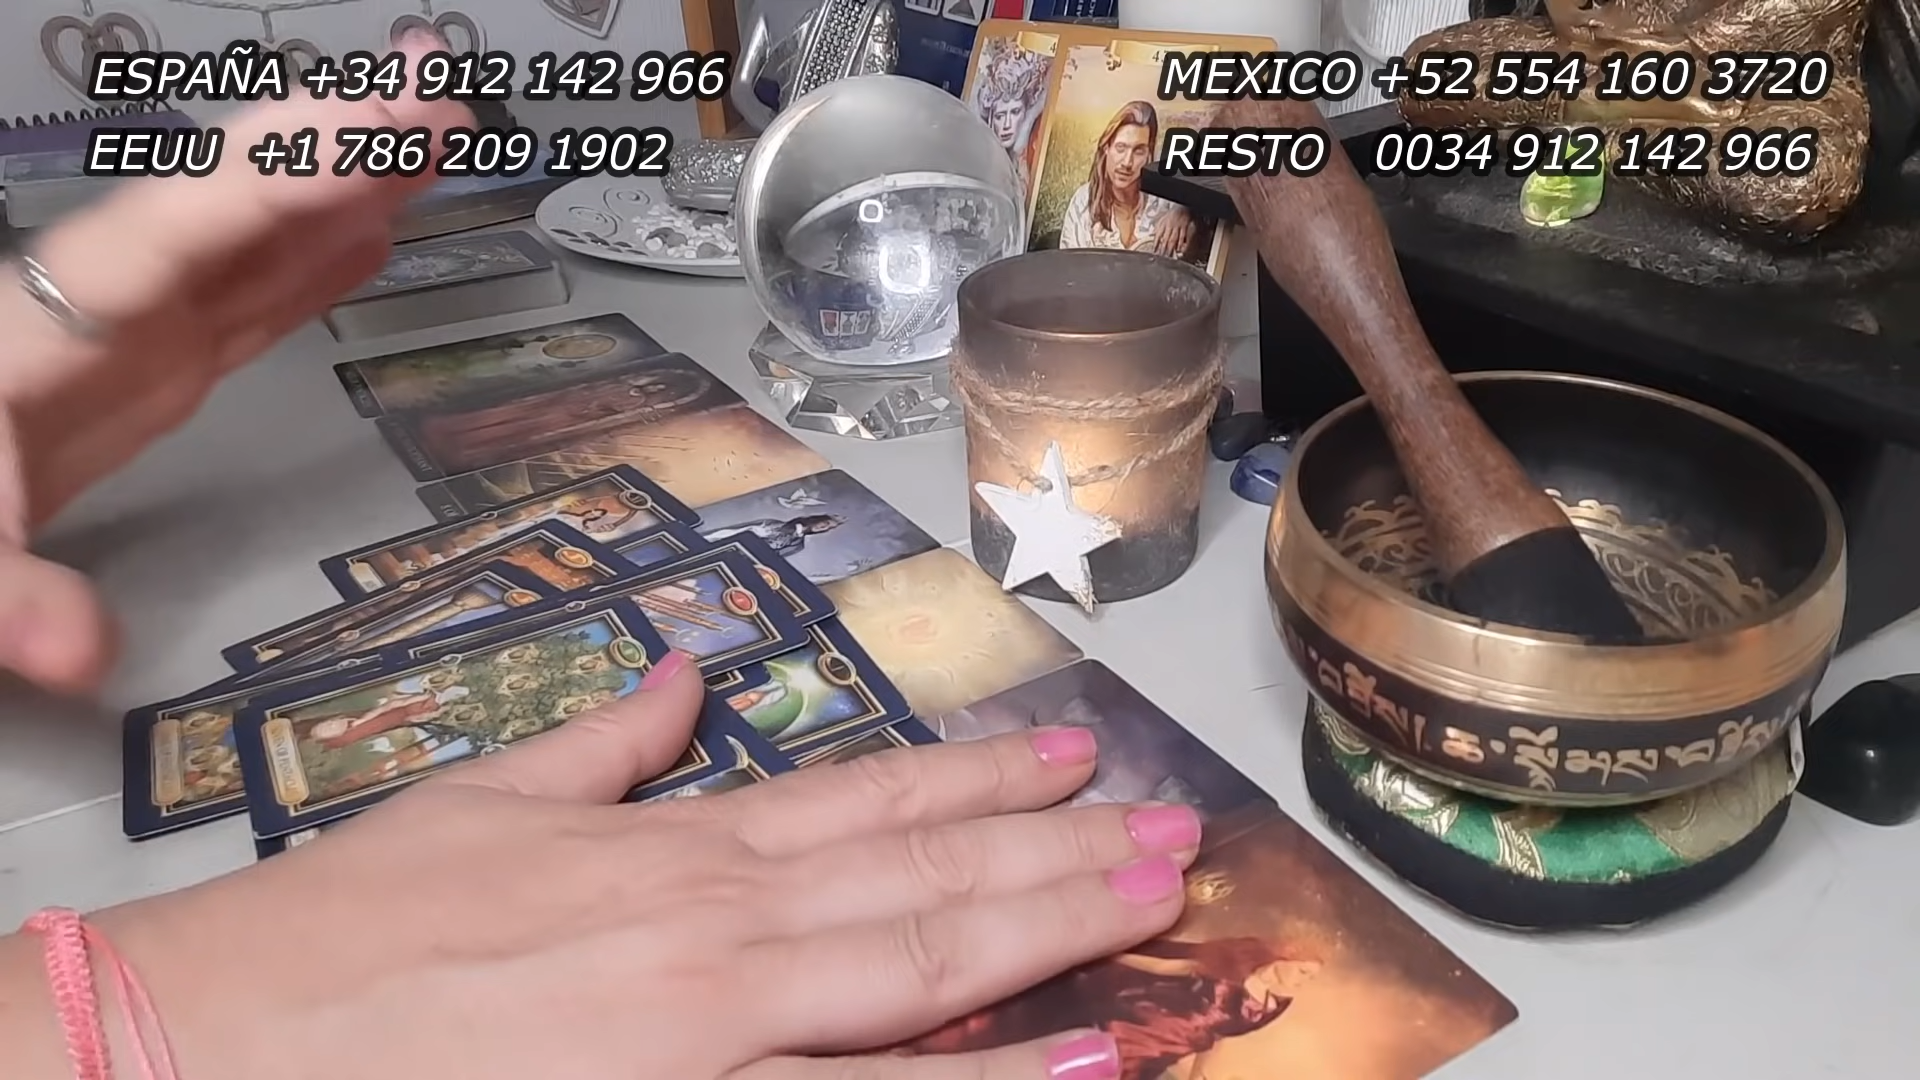 ESPAÑA +34 912 142 966
EEUU +1 786 209 1902
MEXICO +52 554 160 3720
RESTO 0034 912 142 966